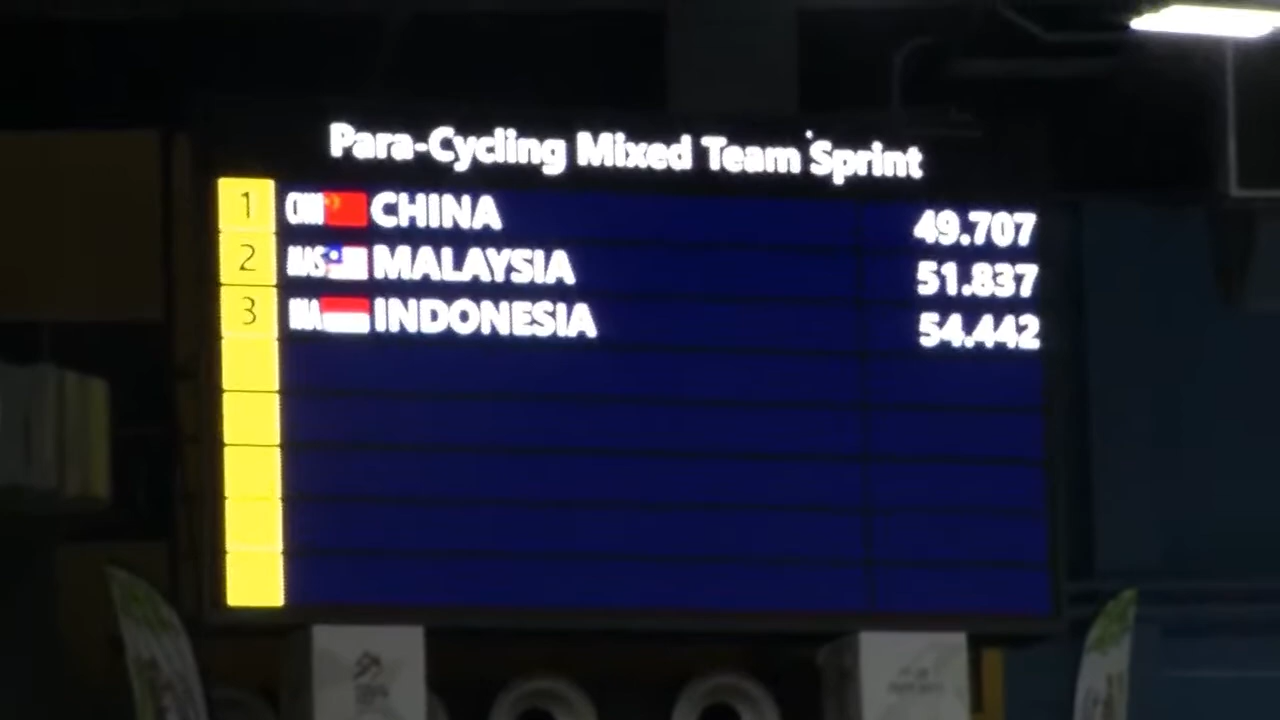 Para-Cycling Mixed Team Sprint
1 CHN CHINA 49.707
2 MAS MALAYSIA 51.837
3 INA INDONESIA 54.442